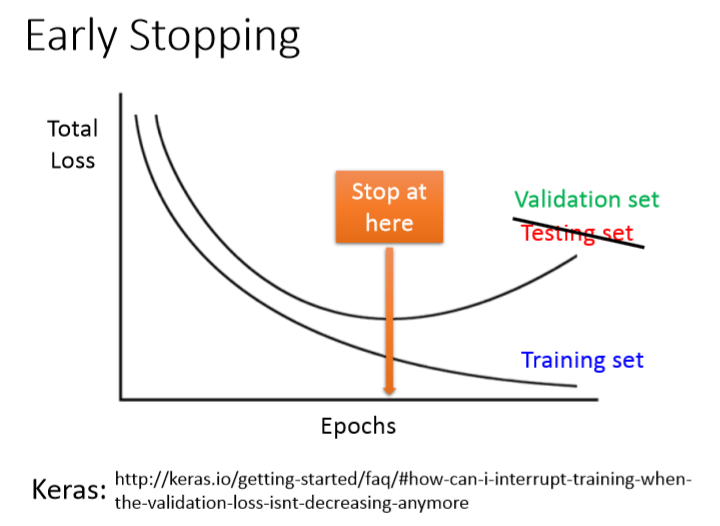 Early Stopping
Total
Loss
Stop at
here
Validation set
Testing set
Training set
Epochs
Keras:
http://keras.io/getting-started/faq/#how-can-i-interrupt-training-when-
the-validation-loss-isnt-decreasing-anymore